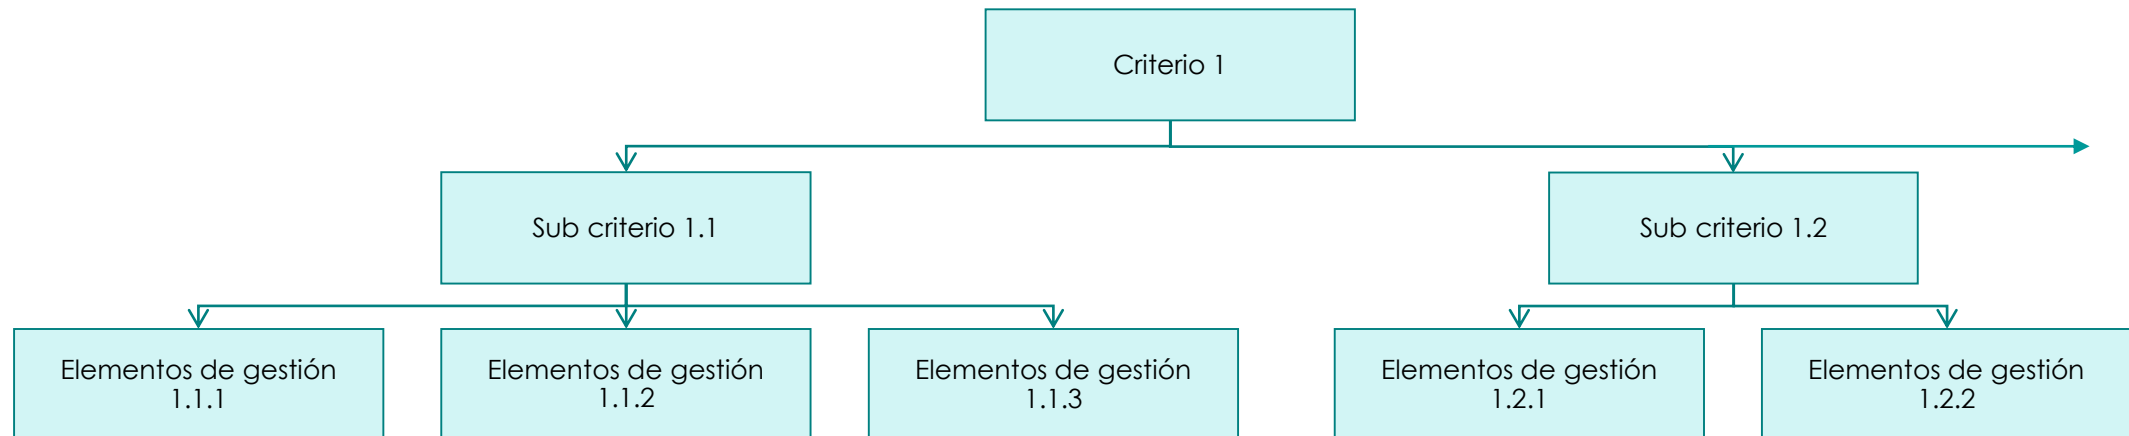 Criterio 1
Sub criterio 1.1
Sub criterio 1.2
Elementos de gestión
1.1.1
Elementos de gestión
1.1.2
Elementos de gestión
1.1.3
Elementos de gestión
1.2.1
Elementos de gestión
1.2.2